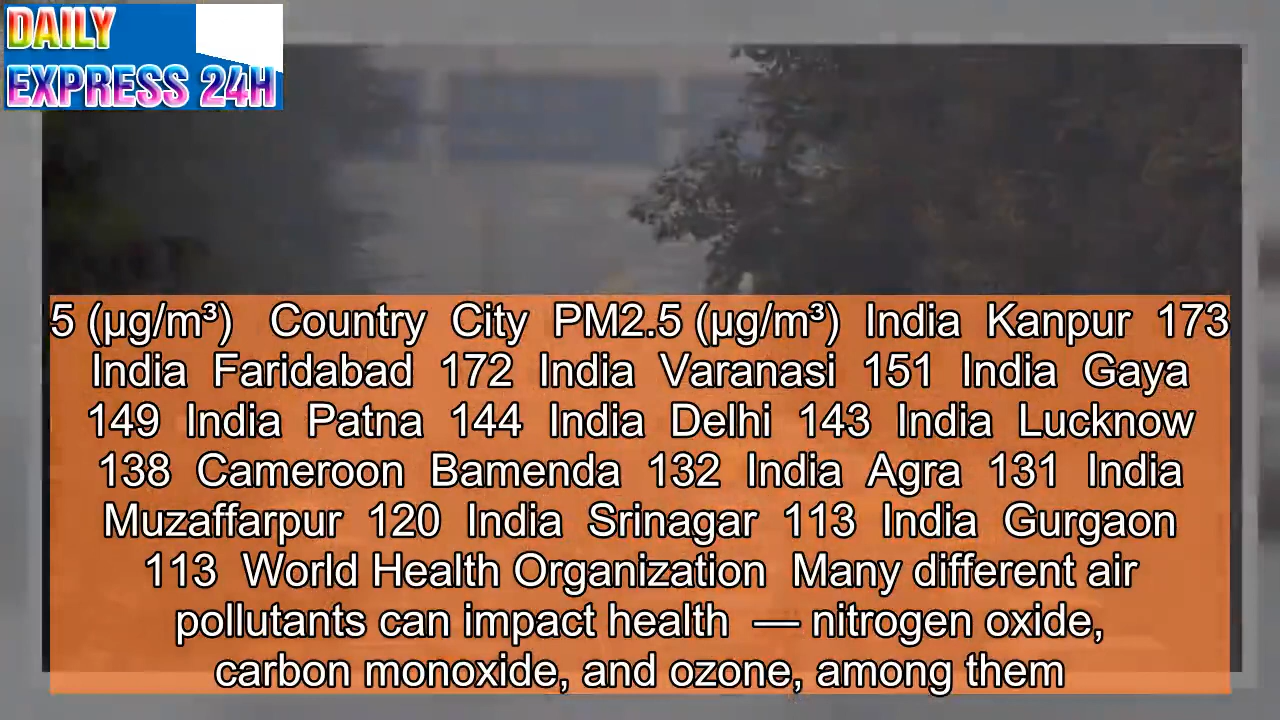 DAILY
EXPRESS 24H
5 (µg/m³) Country City PM2.5 (µg/m³) India Kanpur 173
India Faridabad 172 India Varanasi 151 India Gaya
149 India Patna 144 India Delhi 143 India Lucknow
138 Cameroon Bamenda 132 India Agra 131 India
Muzaffarpur 120 India Srinagar 113 India Gurgaon
113 World Health Organization Many different air
pollutants can impact health — nitrogen oxide,
carbon monoxide, and ozone, among them